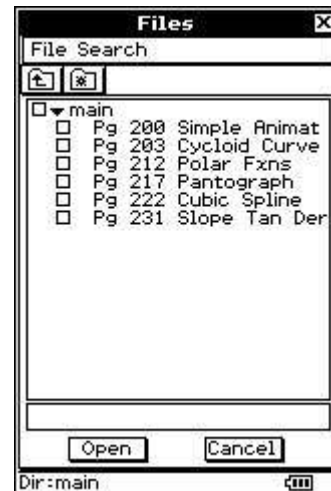 Files
File Search
main
Pg 200 Simple Animat
Pg 203 Cycloid Curve
Pg 212 Polar Fxns
Pg 217 Pantograph
Pg 222 Cubic Spline
Pg 231 Slope Tan Der
Open Cancel
Dir:main